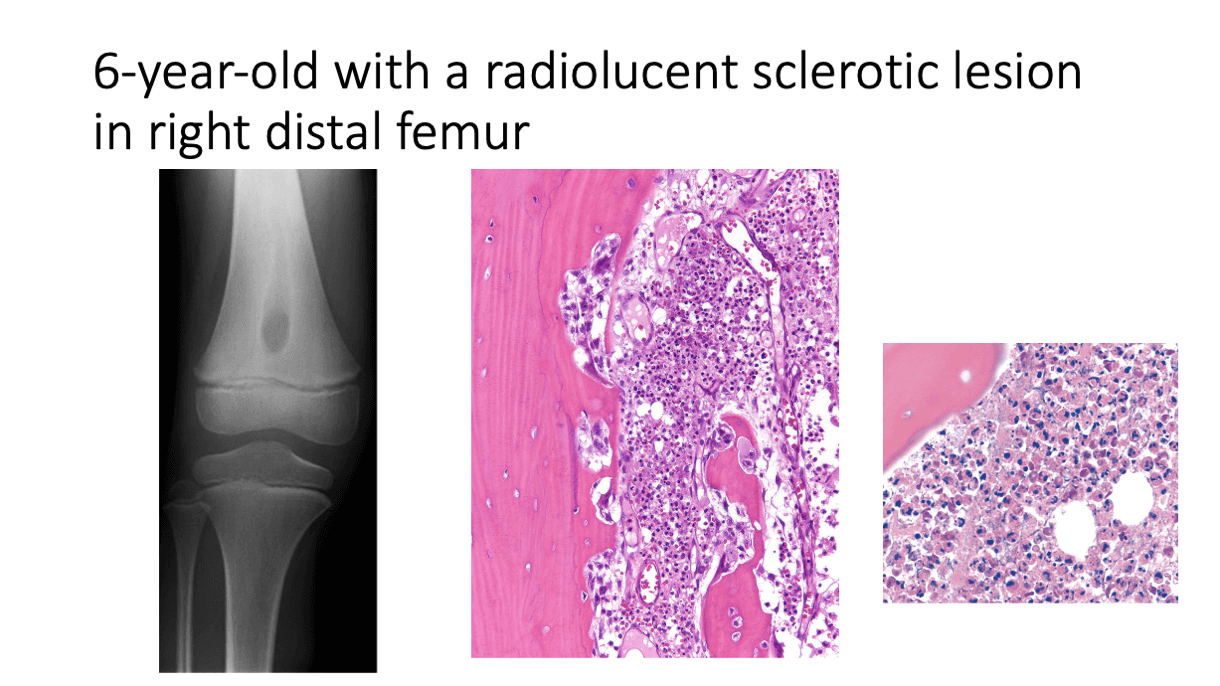 6-year-old with a radiolucent sclerotic lesion
in right distal femur